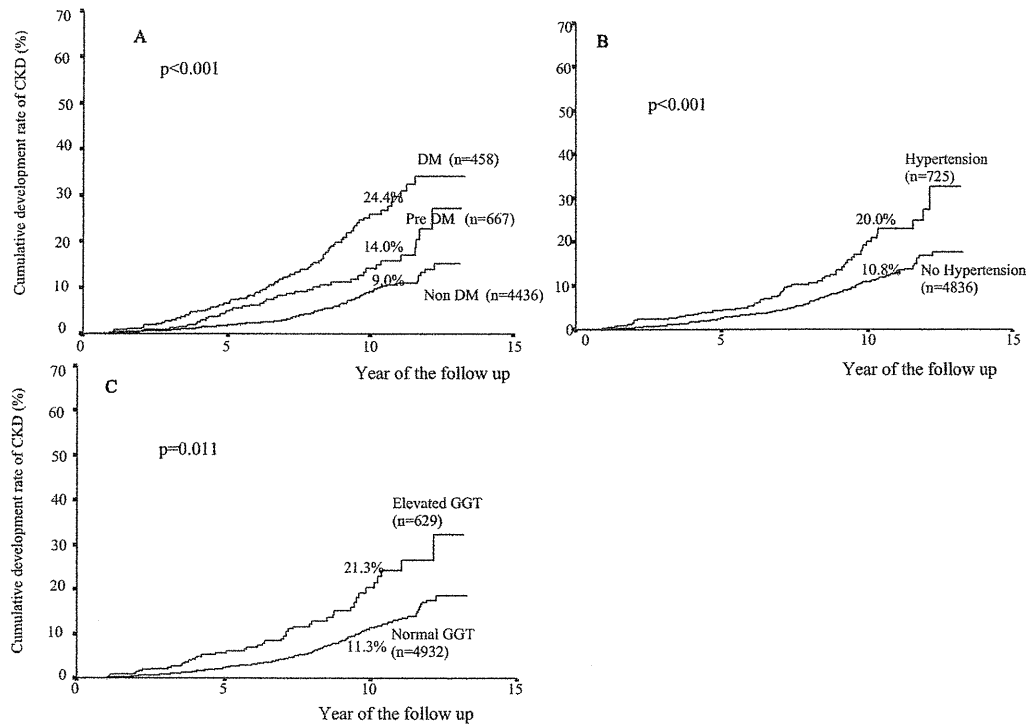 A
p<0.001
Cumulative development rate of CKD (%)
70
60
50
40
30
20
10
0
DM (n=458)
24.4%
Pre DM (n=667)
14.0%
9.0%
Non DM (n=4436)
0
5
10
15
Year of the follow up
B
p<0.001
70
60
50
40
30
20
10
0
Hypertension
(n=725)
20.0%
10.8%
No Hypertension
(n=4836)
0
5
10
15
Year of the follow up
C
p=0.011
Cumulative development rate of CKD (%)
70
60
50
40
30
20
10
0
Elevated GGT
(n=629)
21.3%
Normal GGT
11.3%
(n=4932)
0
5
10
15
Year of the follow up